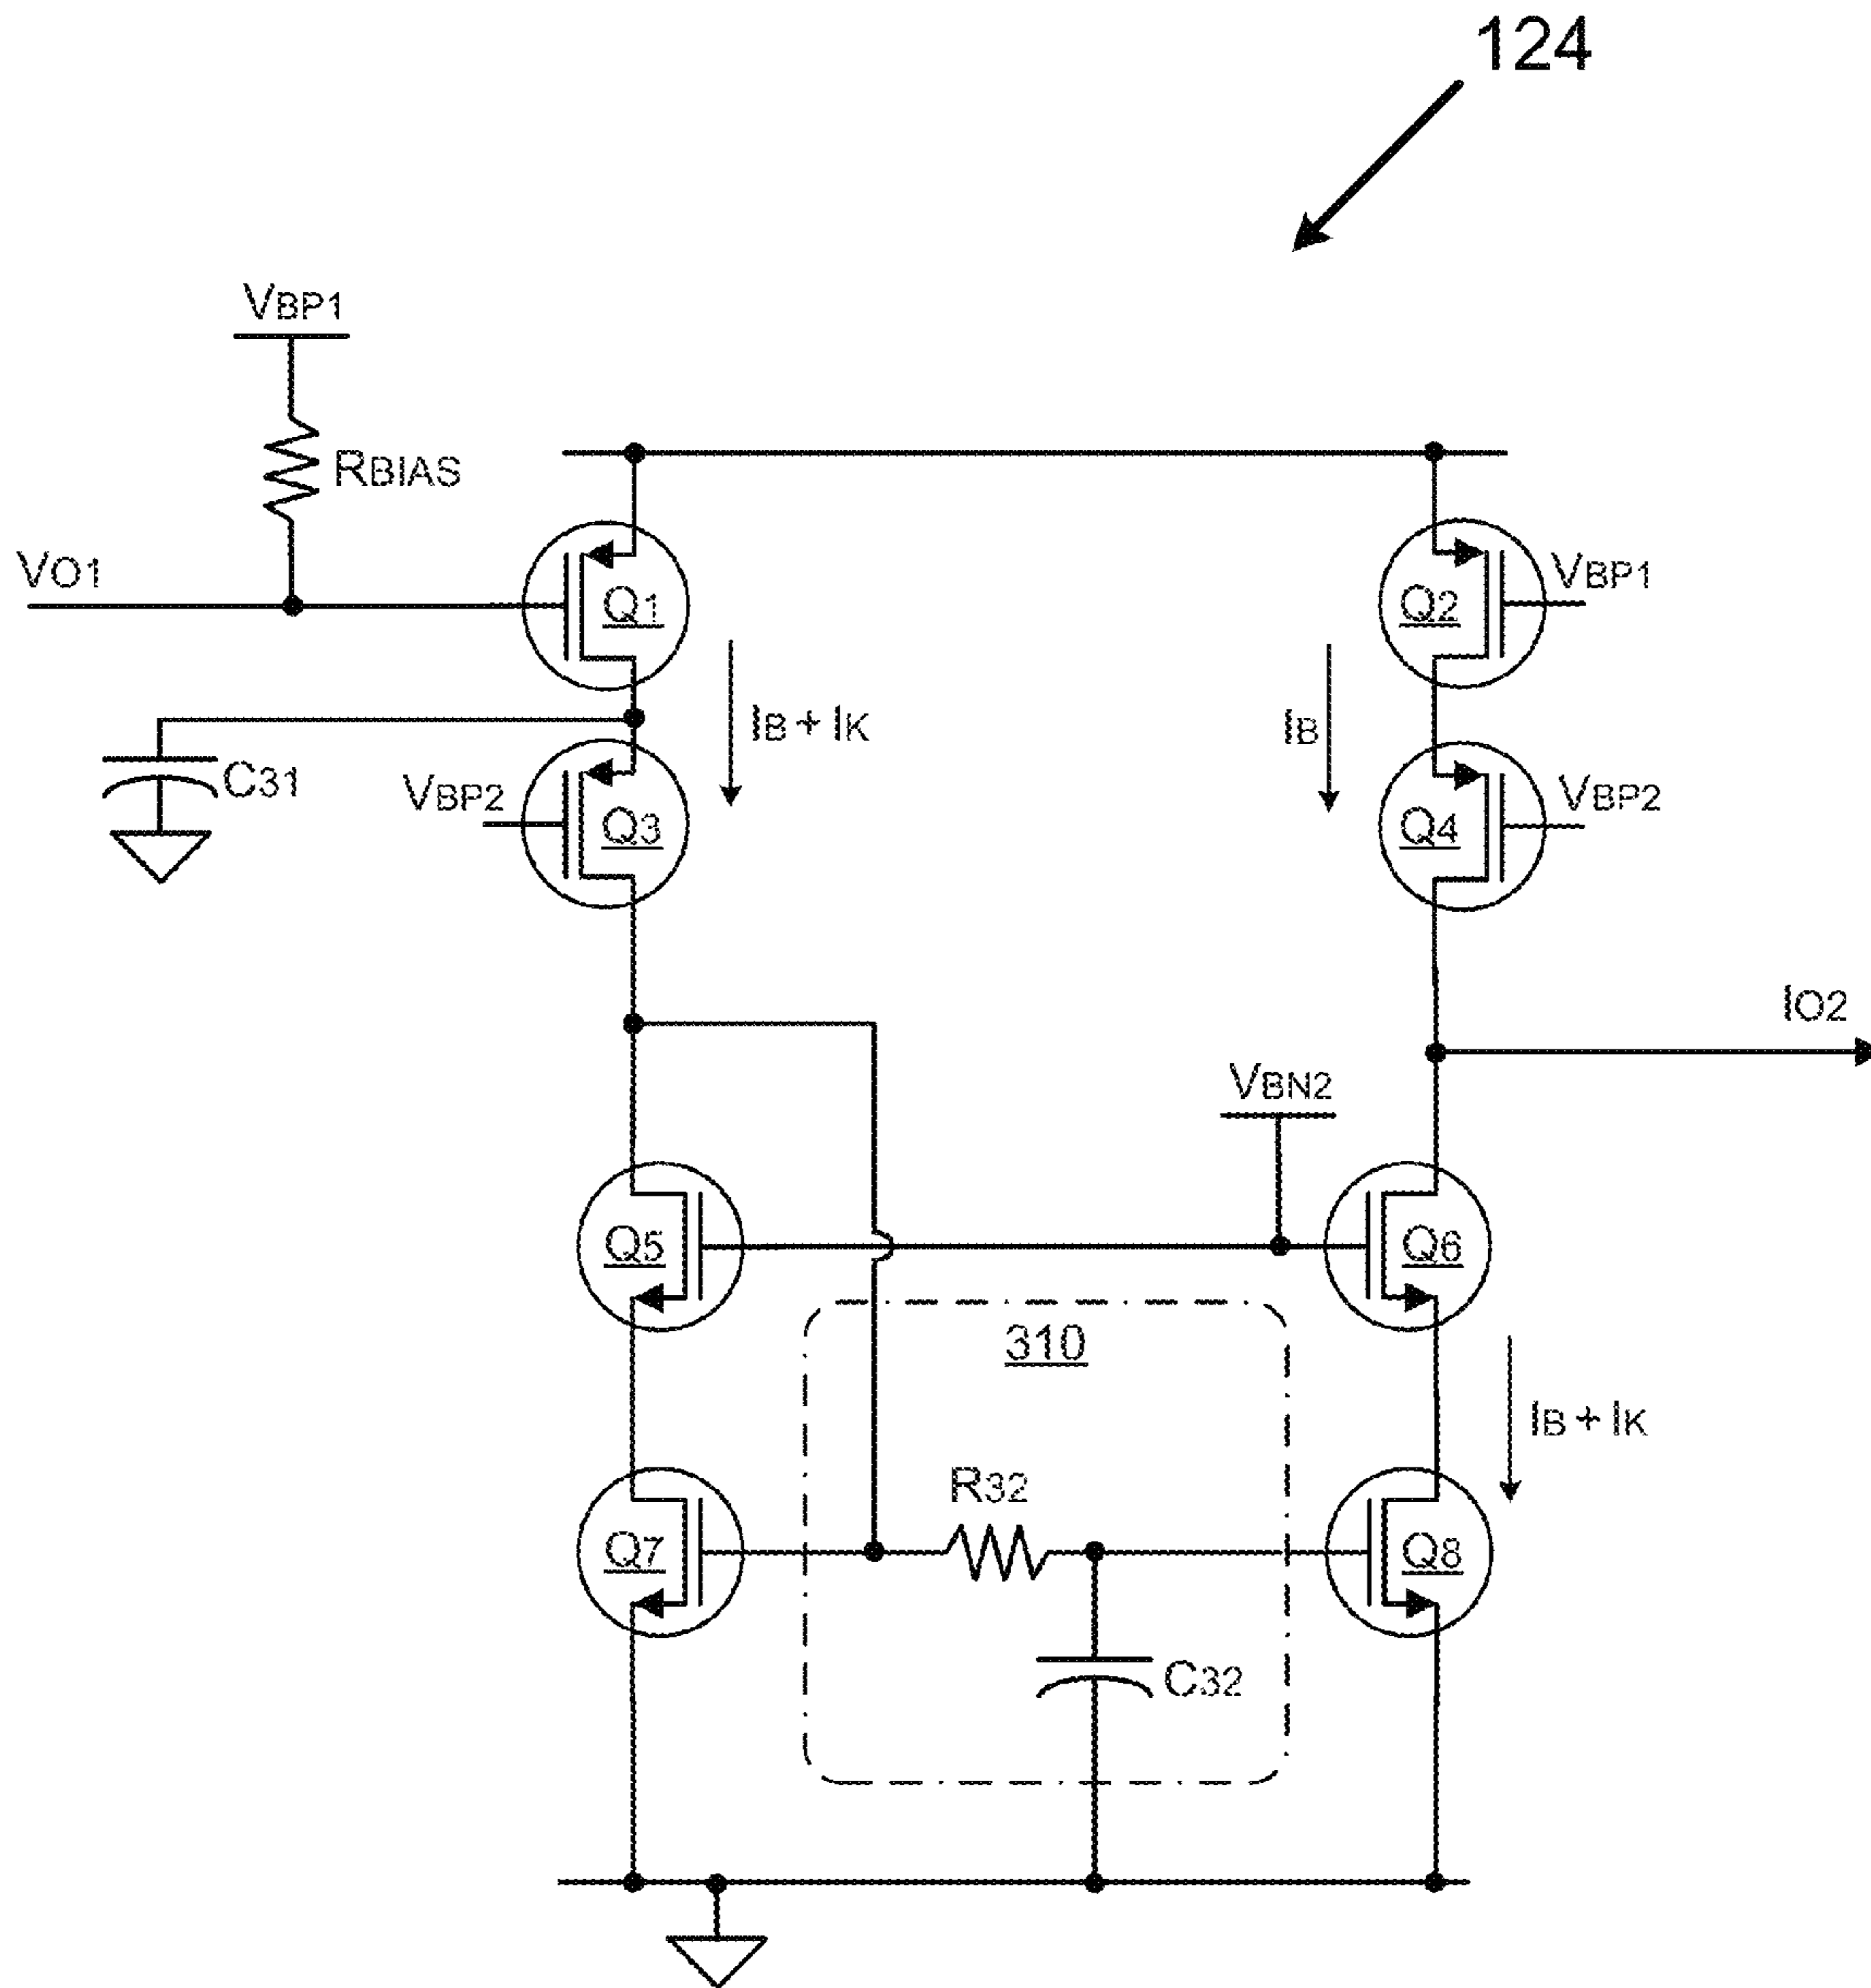 124
VBP1
RBIAS
VO1
Q1
Q2
VBP1
IB + IK
IB
C31
VBP2
Q3
Q4
VBP2
IO2
VBN2
Q5
Q6
310
IB + IK
R32
Q7
Q8
C32